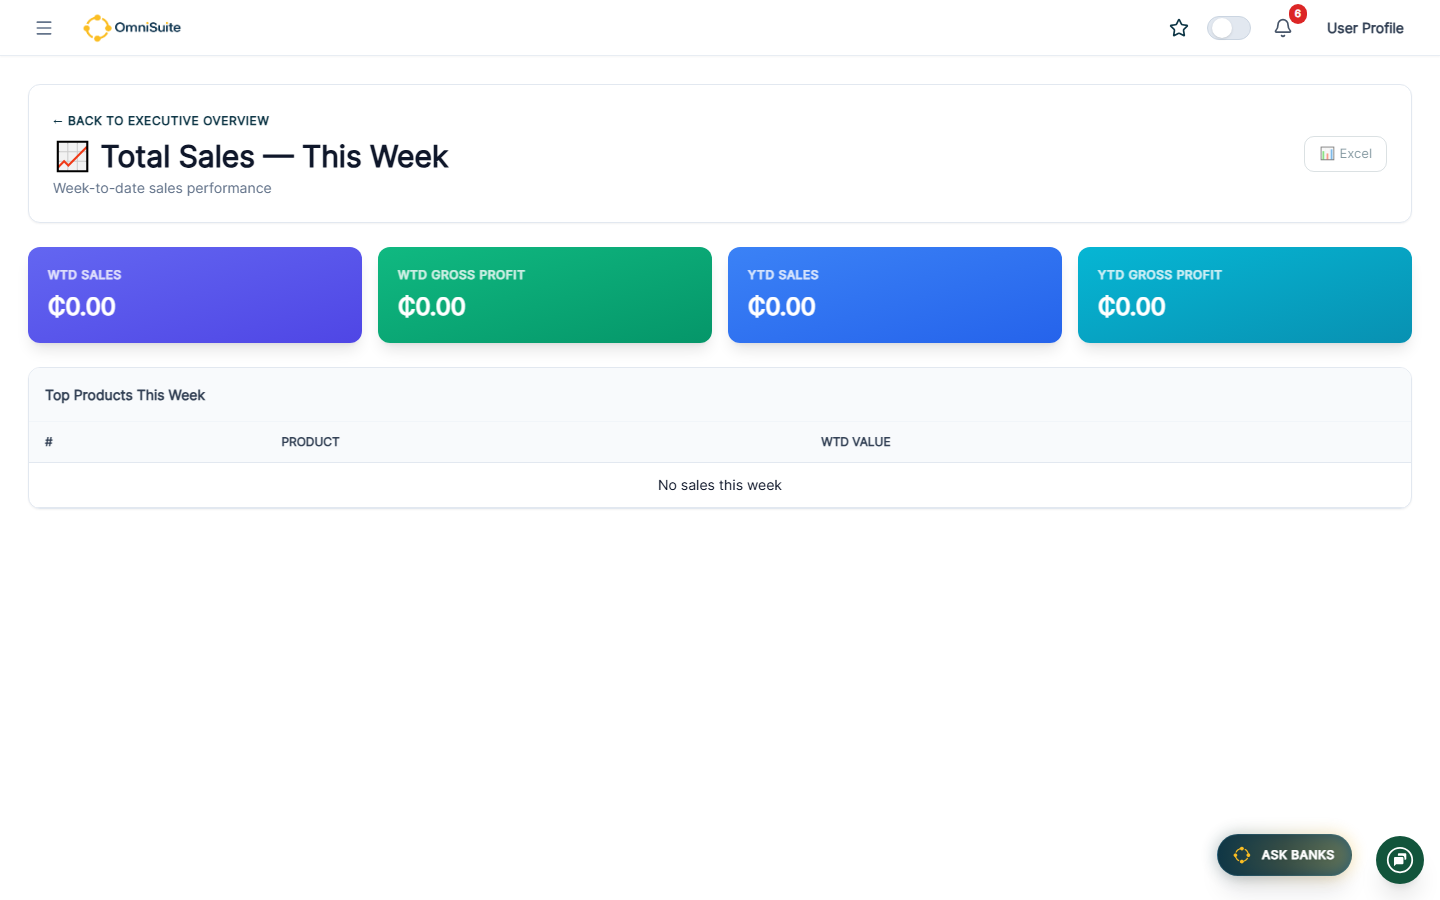 OmniSuite
6
User Profile
← BACK TO EXECUTIVE OVERVIEW
📈 Total Sales — This Week
Week-to-date sales performance
📊 Excel
WTD SALES
₵0.00
WTD GROSS PROFIT
₵0.00
YTD SALES
₵0.00
YTD GROSS PROFIT
₵0.00
Top Products This Week
# PRODUCT WTD VALUE
No sales this week
ASK BANKS